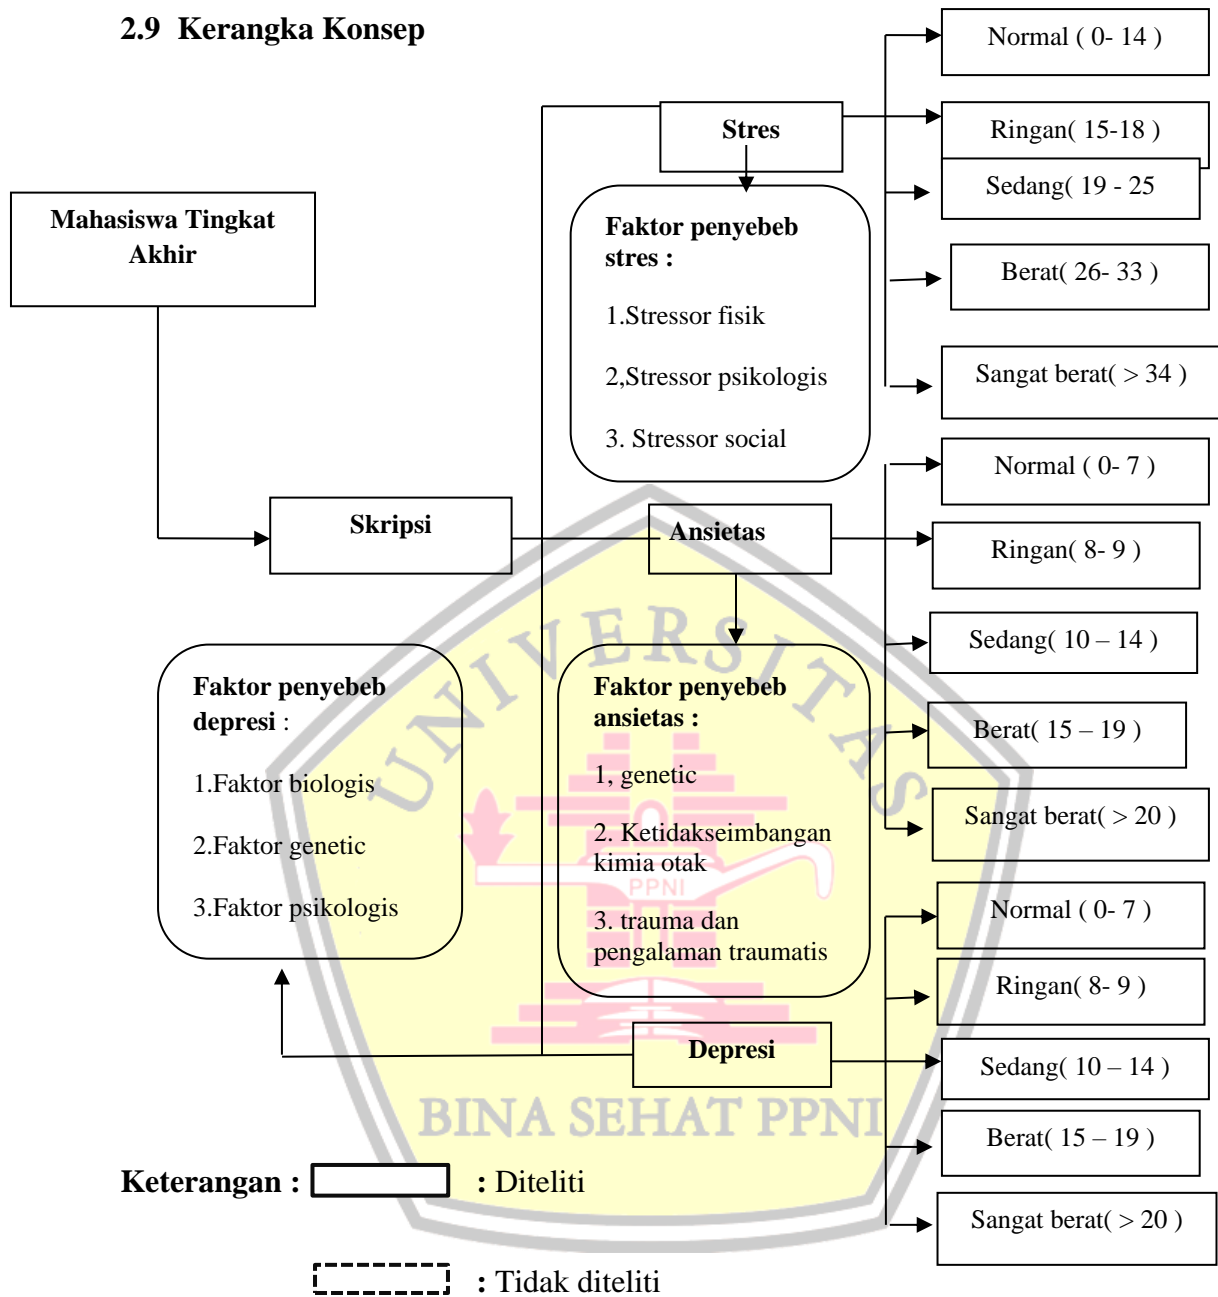 2.9 Kerangka Konsep
Normal ( 0- 14 )
Stres
Ringan( 15-18 )
Sedang( 19 - 25
Mahasiswa Tingkat
Akhir
Faktor penyebeb
stres :
1.Stressor fisik
2,Stressor psikologis
3. Stressor social
Berat( 26- 33 )
Sangat berat( > 34 )
Normal ( 0- 7 )
Skripsi
Ansietas
Ringan( 8- 9 )
Sedang( 10 – 14 )
Berat( 15 – 19 )
Sangat berat( > 20 )
Faktor penyebeb
depresi :
1.Faktor biologis
2.Faktor genetic
3.Faktor psikologis
Faktor penyebeb
ansietas :
1, genetic
2. Ketidakseimbangan
kimia otak
3. trauma dan
pengalaman traumatis
Normal ( 0- 7 )
Ringan( 8- 9 )
Depresi
Sedang( 10 – 14 )
Berat( 15 – 19 )
Sangat berat( > 20 )
UNIVERSITAS
PPNI
BINA SEHAT PPNI
Keterangan : : Diteliti
: Tidak diteliti